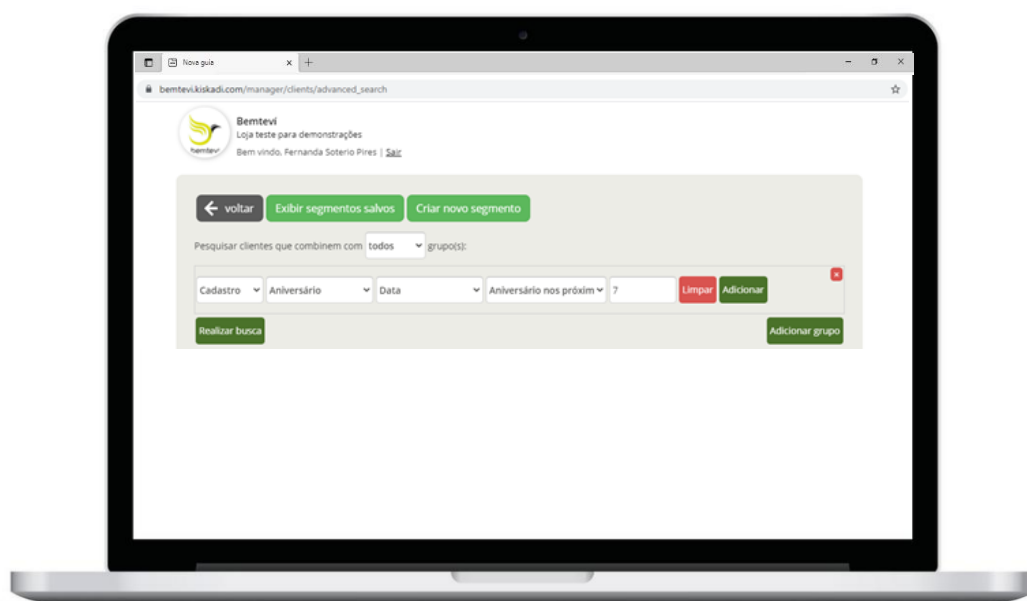 Nova guia
bemtevi.kiskadi.com/manager/clients/advanced_search
bemtevi
Bemtevi
Loja teste para demonstrações
Bem vindo, Fernanda Soterio Pires | Sair
voltar Exibir segmentos salvos Criar novo segmento
Pesquisar clientes que combinem com todos grupo(s):
Cadastro Aniversário Data Aniversário nos próxim 7 Limpar Adicionar
Realizar busca Adicionar grupo